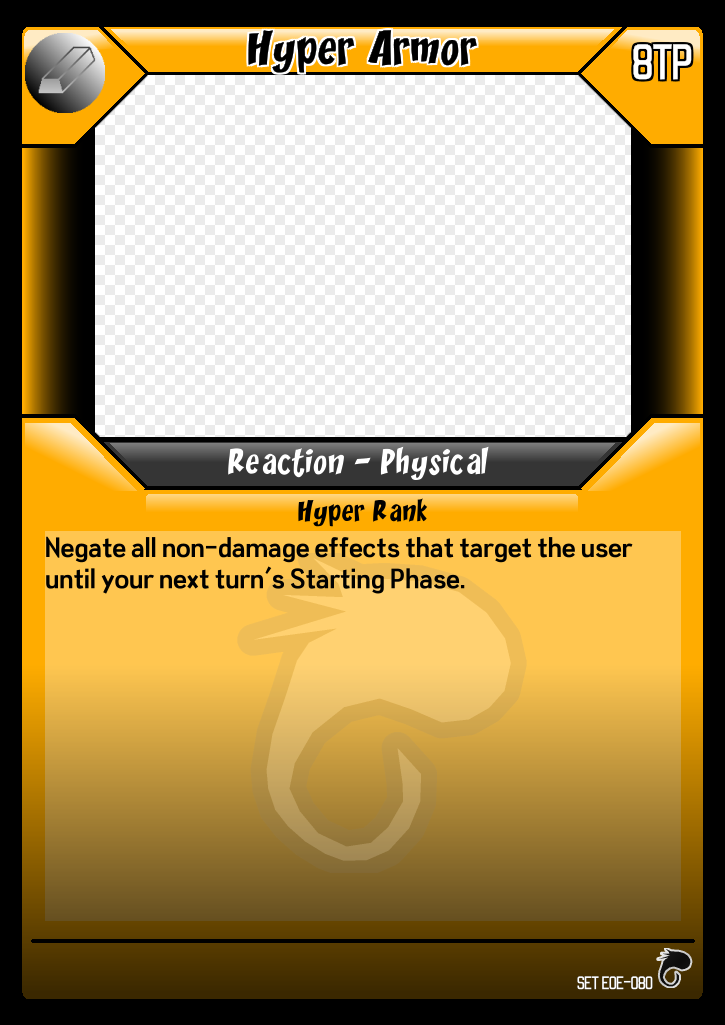 Hyper Armor
8TP
Reaction - Physical
Hyper Rank
Negate all non-damage effects that target the user
until your next turn's Starting Phase.
SET EOE-080